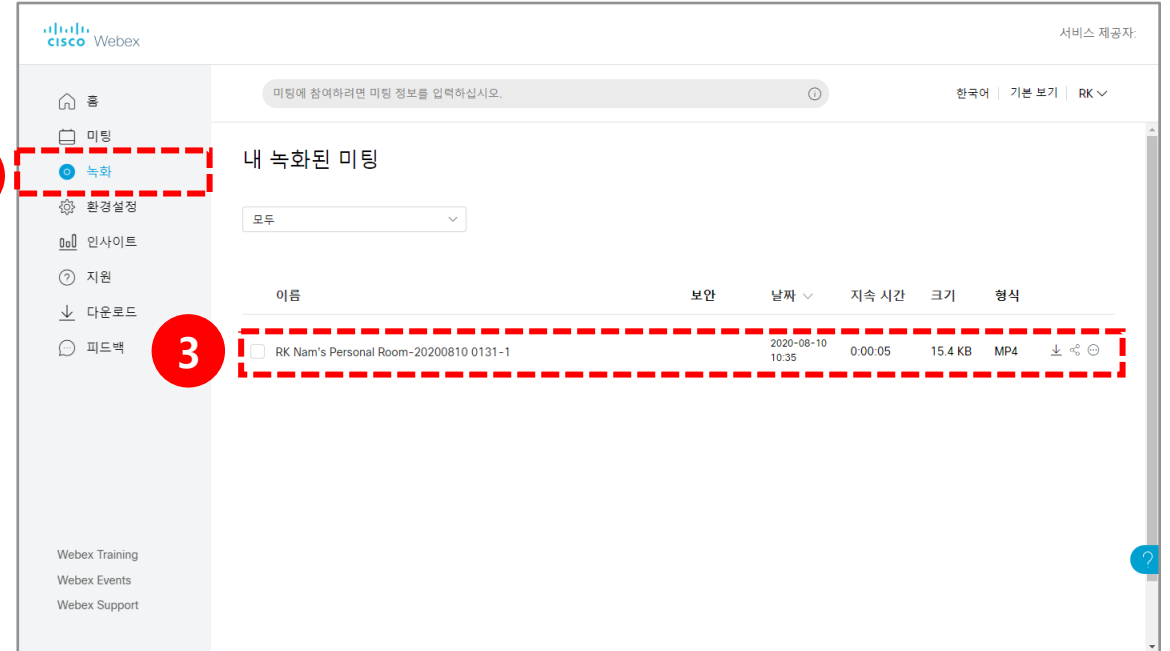 CISCO Webex
서비스 제공자:
미팅에 참여하려면 미팅 정보를 입력하십시오.
한국어 기본 보기 RK
홈
미팅
녹화
환경설정
인사이트
지원
다운로드
피드백
내 녹화된 미팅
모두
이름 보안 날짜 지속 시간 크기 형식
3
RK Nam's Personal Room-20200810 0131-1 2020-08-10 0:00:05 15.4 KB MP4
10:35
Webex Training
Webex Events
Webex Support
?